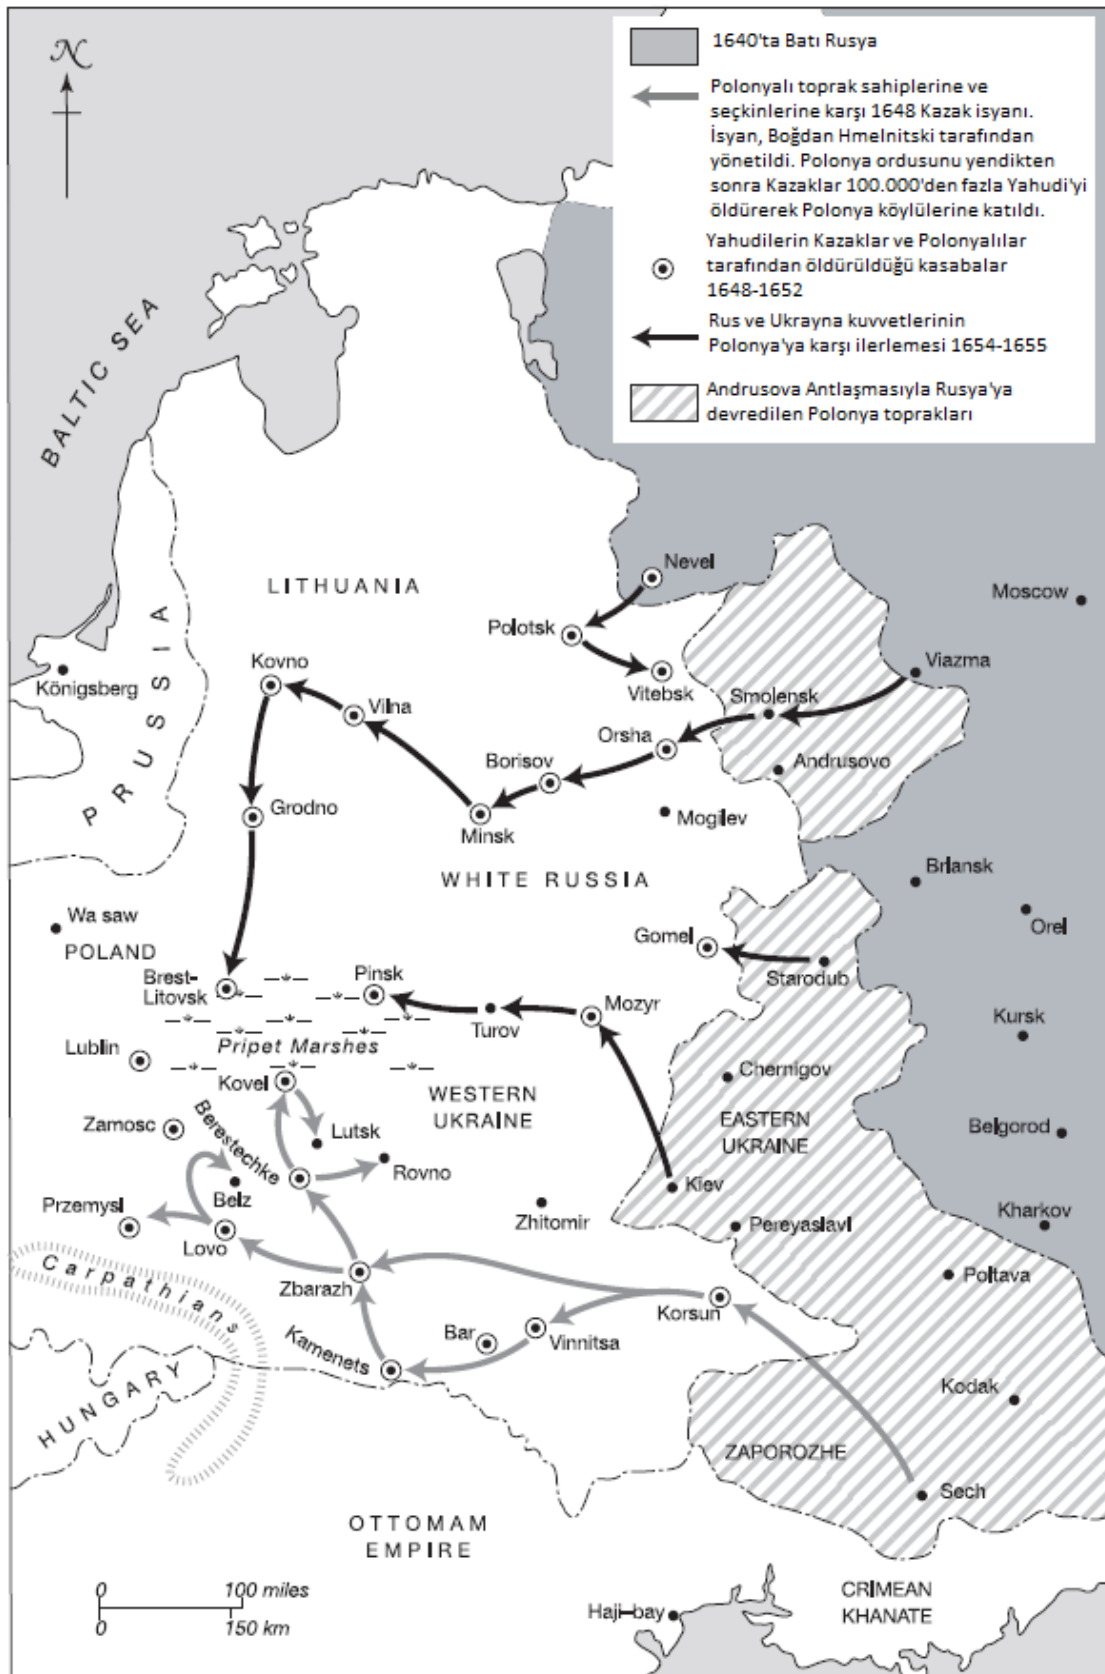 N
1640'ta Batı Rusya
Polonyalı toprak sahiplerine ve
seçkinlerine karşı 1648 Kazak isyanı.
İsyan, Boğdan Hmelnitski tarafından
yönetildi. Polonya ordusunu yendikten
sonra Kazaklar 100.000'den fazla Yahudi'yi
öldürerek Polonya köylülerine katıldı.
Yahudilerin Kazaklar ve Polonyalılar
tarafından öldürüldüğü kasabalar
1648-1652
Rus ve Ukrayna kuvvetlerinin
Polonya'ya karşı ilerlemesi 1654-1655
Andrusova Antlaşmasıyla Rusya'ya
devredilen Polonya toprakları
BALTIC SEA
LITHUANIA
Nevel
Moscow
Polotsk
PRUSSIA
Königsberg
Kovno
Vitebsk
Viazma
Vilna
Smolensk
Orsha
Borisov
Andrusovo
Grodno
Minsk
Mogilev
WHITE RUSSIA
Briansk
Wa saw
Orel
POLAND
Gomel
Starodub
Brest-
Litovsk
Pinsk
Mozyr
Turov
Kursk
Pripet Marshes
Lublin
Chernigov
Kovel
WESTERN
UKRAINE
EASTERN
UKRAINE
Zamosc
Berestechke
Lutsk
Belgorod
Rovno
Belz
Kiev
Przemysl
Zhitomir
Pereyaslavl
Kharkov
Lovo
Carpathians
Zbarazh
Poltava
Korsun
Bar
Vinnitsa
Kamenets
HUNGARY
Kodak
ZAPOROZHE
Sech
OTTOMAM
EMPIRE
0 100 miles
0 150 km
Haji-bay
CRIMEAN
KHANATE